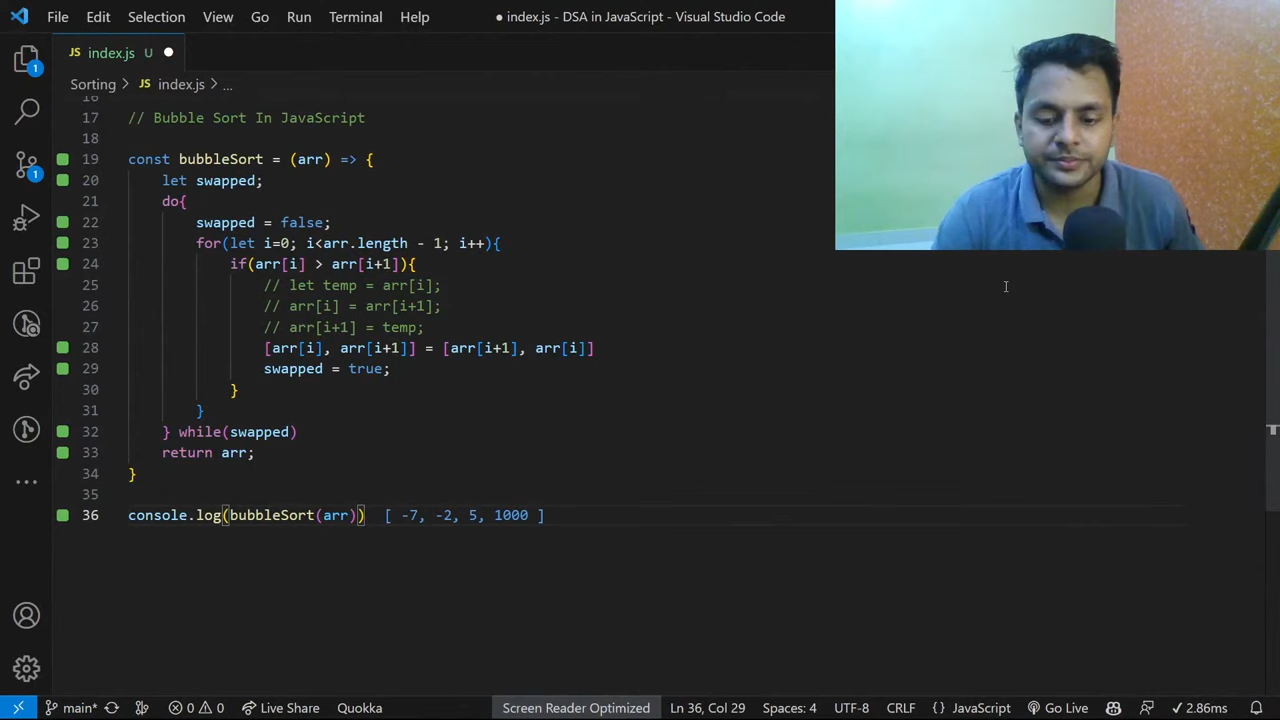 File Edit Selection View Go Run Terminal Help
● index.js - DSA in JavaScript - Visual Studio Code
JS index.js U ●
Sorting > JS index.js > ...
17 // Bubble Sort In JavaScript
18
19 const bubbleSort = (arr) => {
20 let swapped;
21 do{
22 swapped = false;
23 for(let i=0; i<arr.length - 1; i++){
24 if(arr[i] > arr[i+1]){
25 // let temp = arr[i];
26 // arr[i] = arr[i+1];
27 // arr[i+1] = temp;
28 [arr[i], arr[i+1]] = [arr[i+1], arr[i]]
29 swapped = true;
30 }
31 }
32 } while(swapped)
33 return arr;
34 }
35
36 console.log(bubbleSort(arr)) [ -7, -2, 5, 1000 ]
1
1
main* 0 0 Live Share Quokka Screen Reader Optimized Ln 36, Col 29 Spaces: 4 UTF-8 CRLF {} JavaScript Go Live ✓ 2.86ms